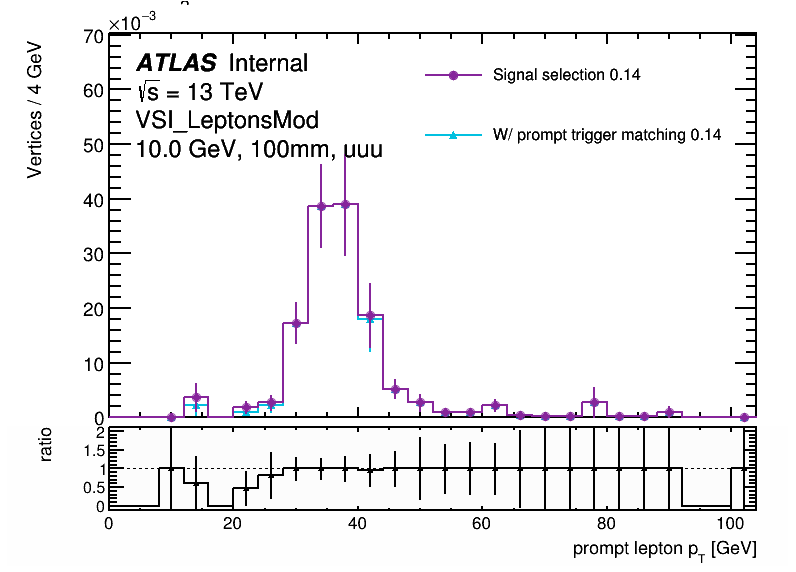 ×10⁻³
70
60
50
40
30
20
10
0
Vertices / 4 GeV
ATLAS Internal
√s = 13 TeV
VSI_LeptonsMod
10.0 GeV, 100mm, uuu
Signal selection 0.14
W/ prompt trigger matching 0.14
ratio
2
1.5
1
0.5
0
0 20 40 60 80 100
prompt lepton p_T [GeV]